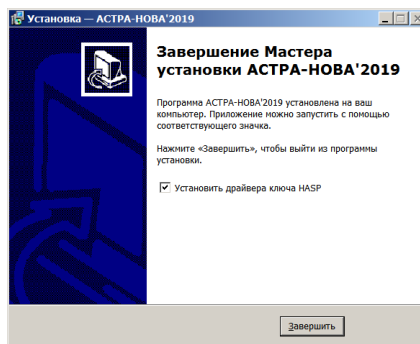 Установка — АСТРА-НОВА'2019
Завершение Мастера
установки АСТРА-НОВА'2019
Программа АСТРА-НОВА'2019 установлена на ваш
компьютер. Приложение можно запустить с помощью
соответствующего значка.
Нажмите «Завершить», чтобы выйти из программы
установки.
Установить драйвера ключа HASP
Завершить